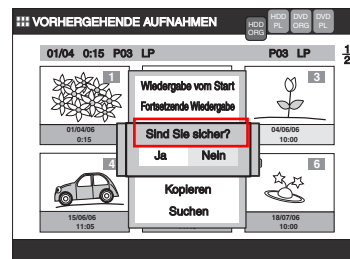 VORHERGEHENDE AUFNAHMEN
HDD ORG
HDD PL
DVD ORG
DVD PL
01/04 0:15 P03 LP P03 LP 1/2
1
3
Wiedergabe vom Start
Fortsetzende Wiedergabe
Sind Sie sicher?
Ja Nein
01/04/06
0:15
04/06/06
10:00
4
6
Kopieren
Suchen
15/06/06
11:05
18/07/06
10:00